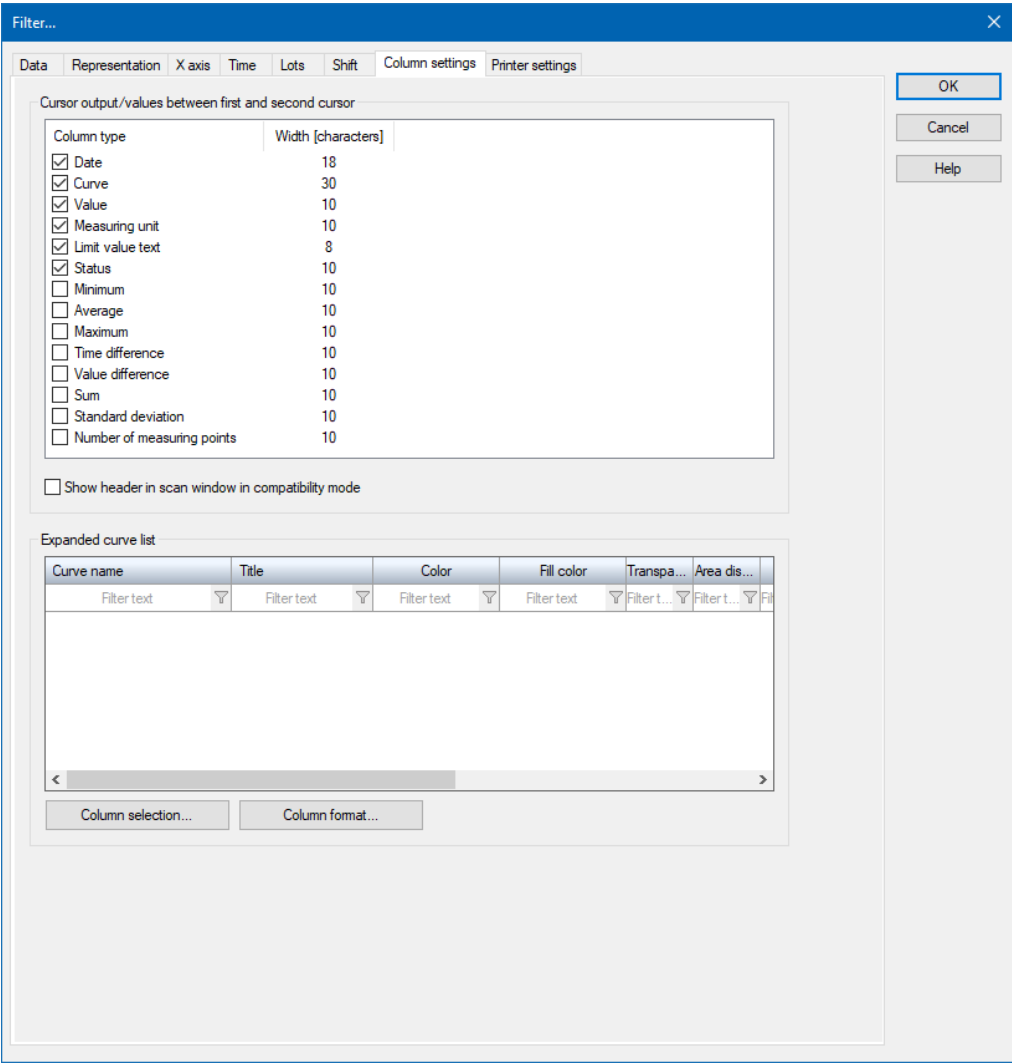 Filter...
Data Representation X axis Time Lots Shift Column settings Printer settings
OK
Cancel
Help
Cursor output/values between first and second cursor
Column type Width [characters]
Date 18
Curve 30
Value 10
Measuring unit 10
Limit value text 8
Status 10
Minimum 10
Average 10
Maximum 10
Time difference 10
Value difference 10
Sum 10
Standard deviation 10
Number of measuring points 10
Show header in scan window in compatibility mode
Expanded curve list
Curve name Title Color Fill color Transpa... Area dis...
Filter text Filter text Filter text Filter text Filter t... Filter t... Filt
Column selection... Column format...